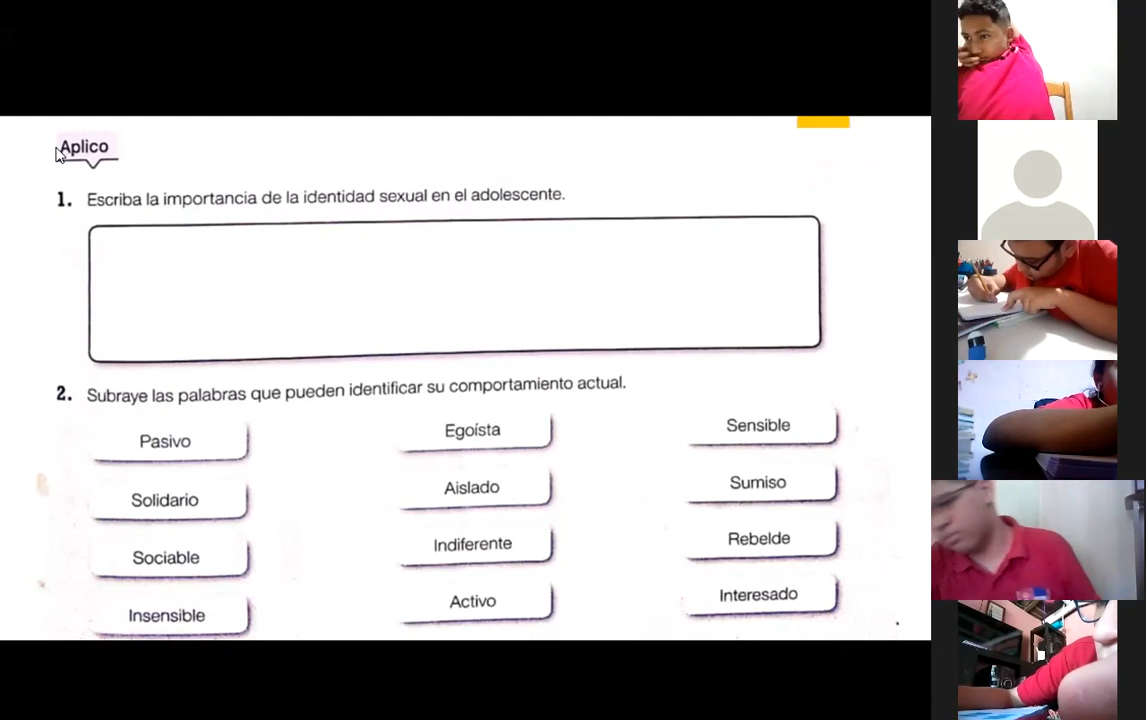 Aplico
1. Escriba la importancia de la identidad sexual en el adolescente.
2. Subraye las palabras que pueden identificar su comportamiento actual.
Pasivo Egoísta Sensible
Solidario Aislado Sumiso
Sociable Indiferente Rebelde
Insensible Activo Interesado